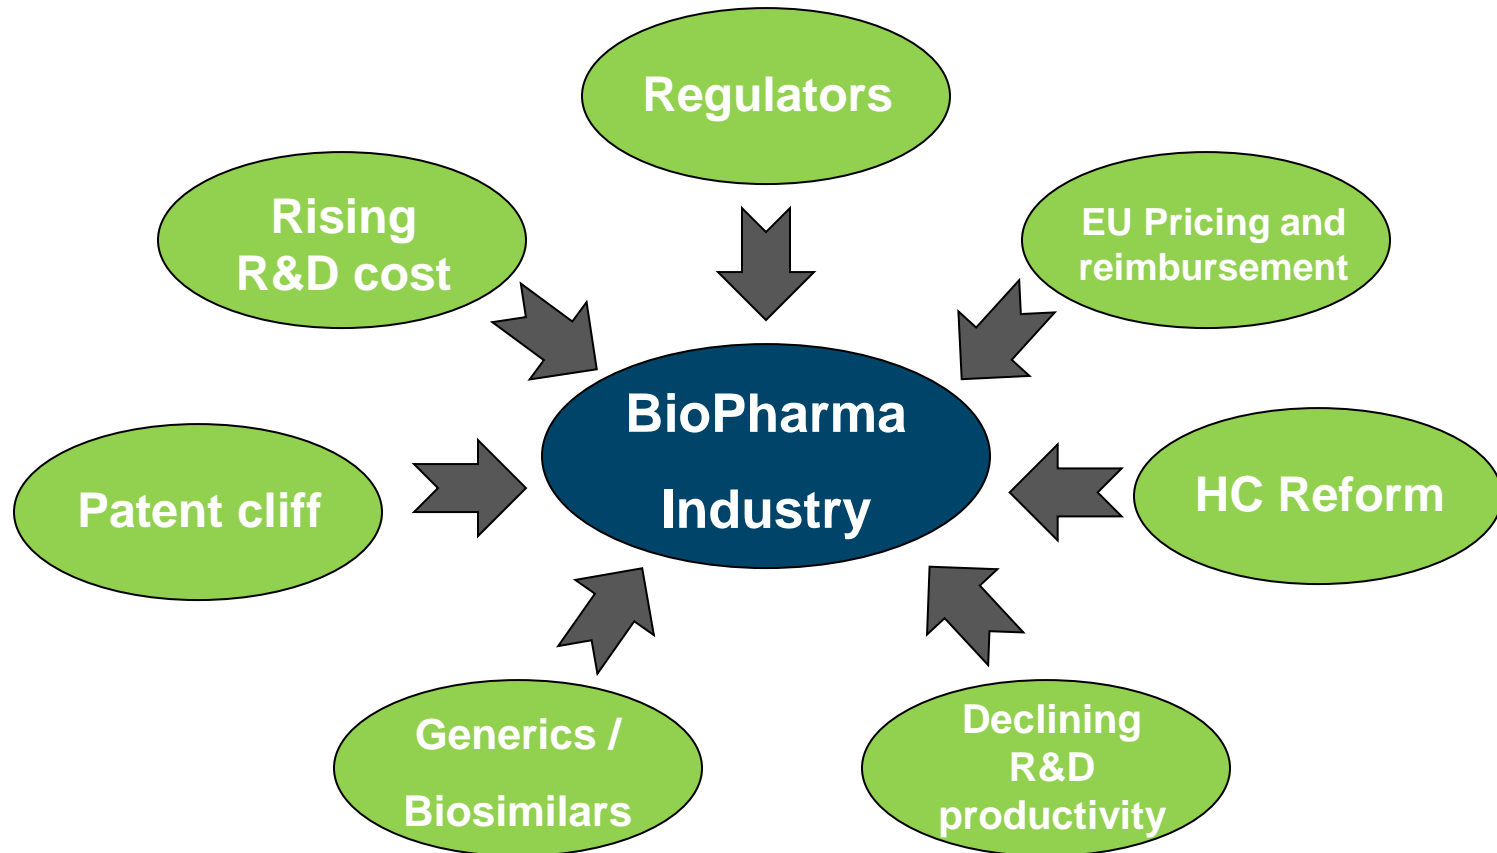 Regulators
Rising
R&D cost
EU Pricing and
reimbursement
BioPharma
Industry
Patent cliff
HC Reform
Generics /
Biosimilars
Declining
R&D
productivity